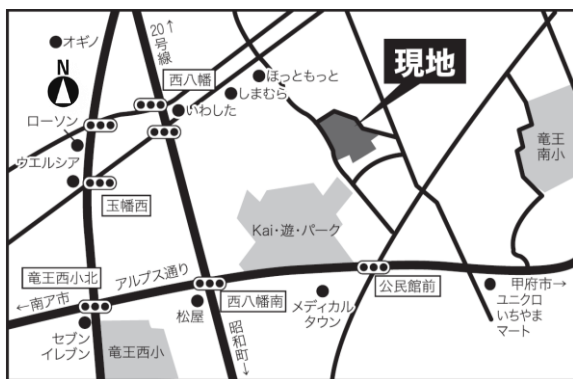 オギノ
20号線
↑
N
西八幡
ほっともっと
しまむら
いわした
現地
ローソン
ウエルシア
玉幡西
竜王
南小
Kai・遊・パーク
竜王西小北
アルプス通り
←南ア市
西八幡南
公民館前
松屋
昭和町→
メディカル
タウン
甲府市→
ユニクロ
いちやま
マート
セブン
イレブン
竜王西小